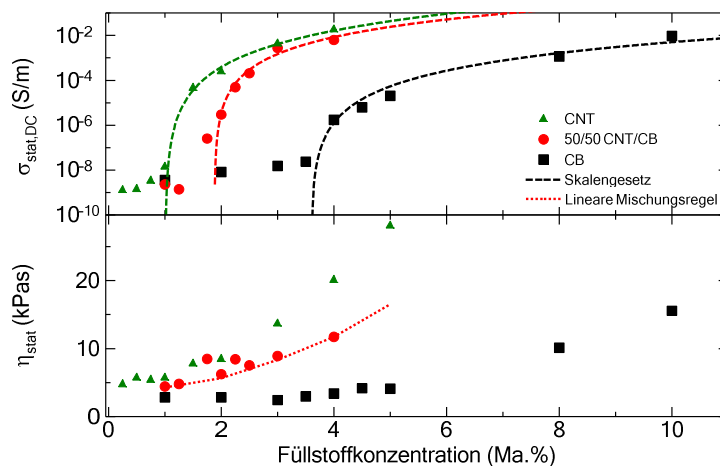 σstat,DC (S/m)
10⁻²
10⁻⁴
10⁻⁶
10⁻⁸
10⁻¹⁰
CNT
50/50 CNT/CB
CB
Skalengesetz
Lineare Mischungsregel
ηstat (kPas)
20
10
0
0 2 4 6 8 10
Füllstoffkonzentration (Ma.%)